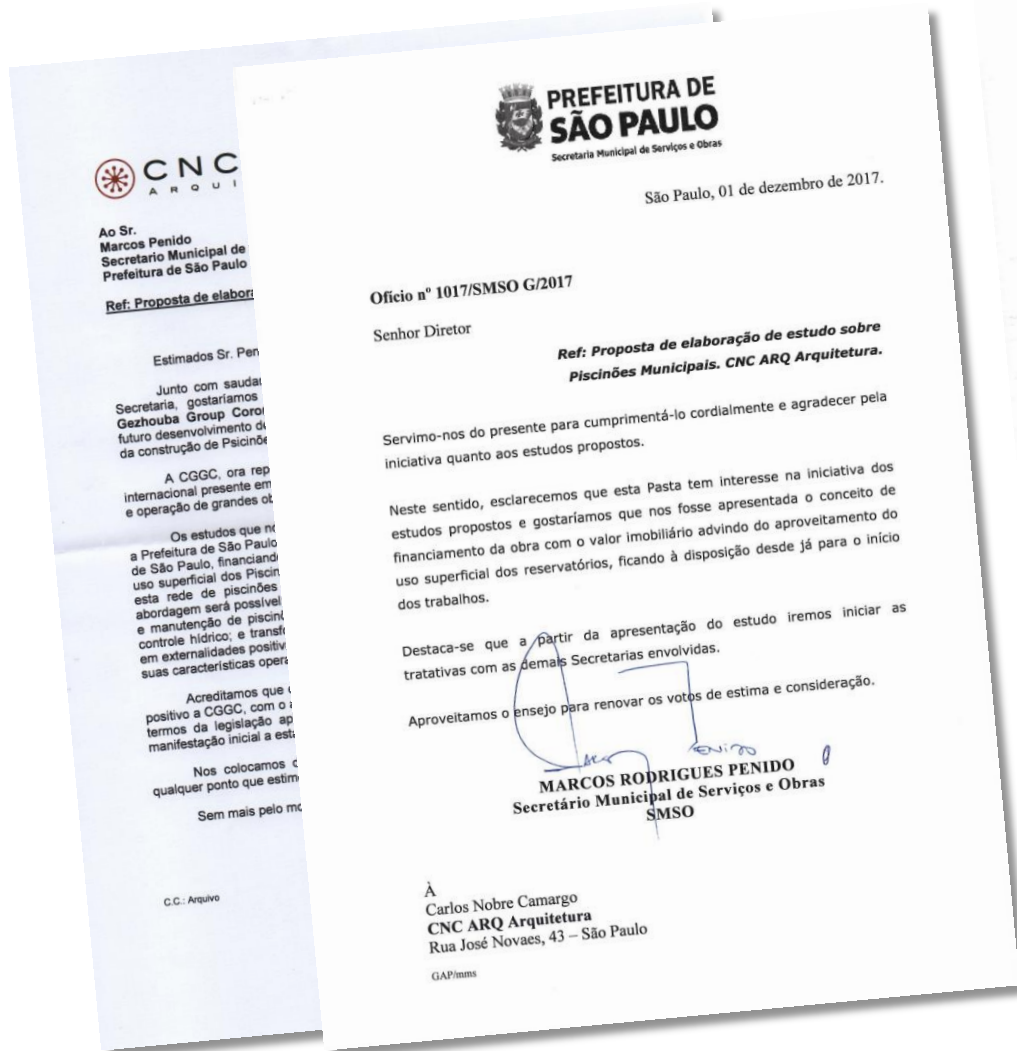 CNC
ARQUI
Ao Sr.
Marcos Penido
Secretario Municipal de
Prefeitura de São Paulo
Ref: Proposta de elabor
Estimados Sr. Pen
Junto com sauda
Secretaria, gostaríamos
Gezhouba Group Coro
futuro desenvolvimento d
da construção de Psicinõ
A CGGC, ora rep
internacional presente em
e operação de grandes ob
Os estudos que no
a Prefeitura de São Paulo
de São Paulo, financiand
uso superficial dos Piscin
esta rede de piscinões
abordagem será possível
e manutenção de piscin
controle hídrico; e transf
em externalidades positiv
suas características opera
Acreditamos que
positivo a CGGC, com o
termos da legislação ap
manifestação inicial a est
Nos colocamos
qualquer ponto que estim
Sem mais pelo mo
C.C.: Arquivo
PREFEITURA DE
SÃO PAULO
Secretaria Municipal de Serviços e Obras
São Paulo, 01 de dezembro de 2017.
Ofício nº 1017/SMSO G/2017
Senhor Diretor
Ref: Proposta de elaboração de estudo sobre
Piscinões Municipais. CNC ARQ Arquitetura.
Servimo-nos do presente para cumprimentá-lo cordialmente e agradecer pela
iniciativa quanto aos estudos propostos.
Neste sentido, esclarecemos que esta Pasta tem interesse na iniciativa dos
estudos propostos e gostaríamos que nos fosse apresentada o conceito de
financiamento da obra com o valor imobiliário advindo do aproveitamento do
uso superficial dos reservatórios, ficando à disposição desde já para o início
dos trabalhos.
Destaca-se que a partir da apresentação do estudo iremos iniciar as
tratativas com as demais Secretarias envolvidas.
Aproveitamos o ensejo para renovar os votos de estima e consideração.
MARCOS RODRIGUES PENIDO
Secretário Municipal de Serviços e Obras
SMSO
À
Carlos Nobre Camargo
CNC ARQ Arquitetura
Rua José Novaes, 43 – São Paulo
GAP/mms